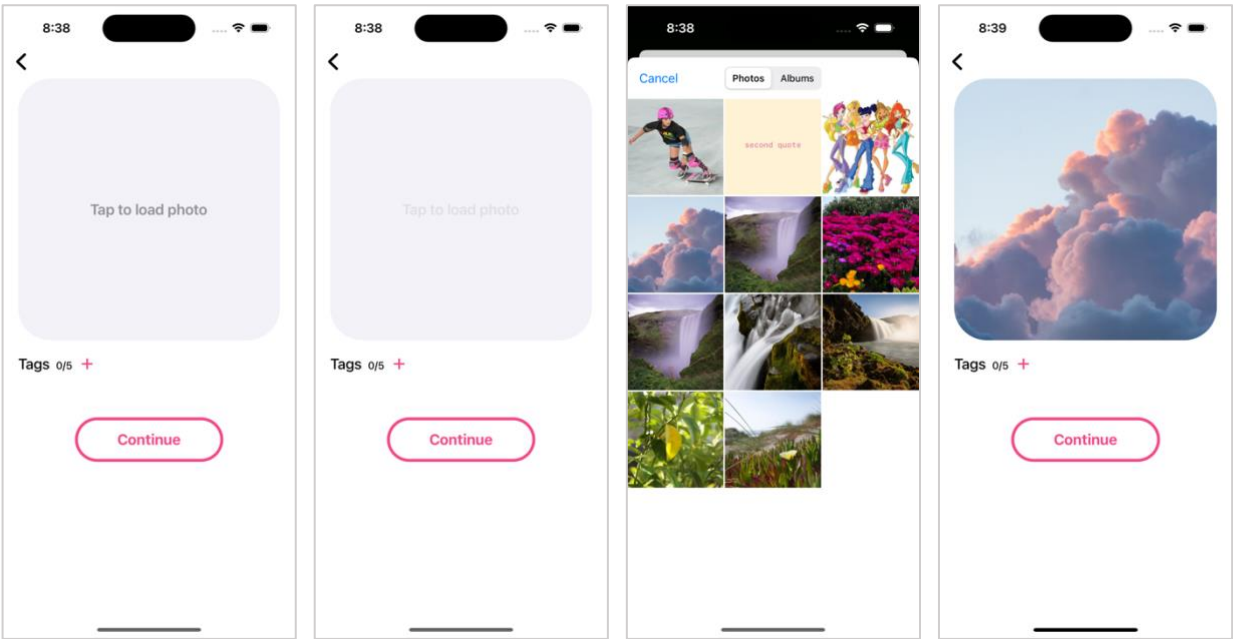 8:38
Tap to load photo
Tags 0/5 +
Continue
8:38
Tap to load photo
Tags 0/5 +
Continue
8:38
Cancel
Photos Albums
second quote
8:39
Tags 0/5 +
Continue